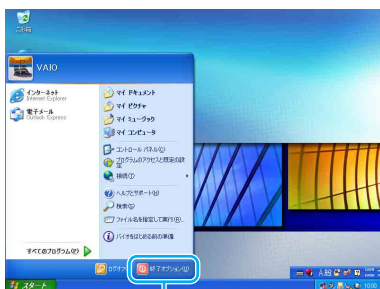 ごみ箱
VAIO
インターネット
Internet Explorer
電子メール
Outlook Express
すべてのプログラム(P)
マイ ドキュメント
マイ ピクチャ
マイ ミュージック
マイ コンピュータ
コントロール パネル(C)
プログラムのアクセスと既定の設定
接続(T)
ヘルプとサポート(H)
検索(S)
ファイル名を指定して実行(R)...
バイオをはじめる前の準備
ログオフ
終了オプション(U)
スタート
A 般
10:00